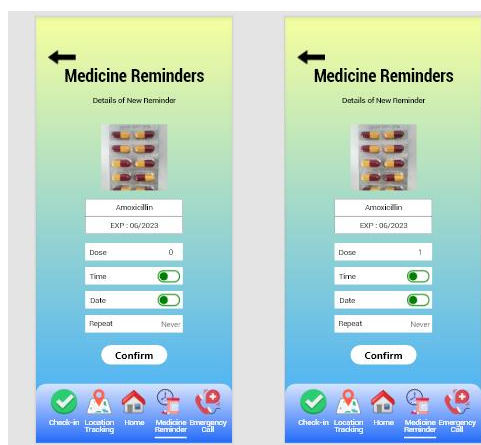 Medicine Reminders
Details of New Reminder
Amoxicillin
EXP : 06/2023
Dose 0
Time
Date
Repeat Never
Confirm
Check-in Location Tracking Home Medicine Reminder Emergency Call
Medicine Reminders
Details of New Reminder
Amoxicillin
EXP : 06/2023
Dose 1
Time
Date
Repeat Never
Confirm
Check-in Location Tracking Home Medicine Reminder Emergency Call